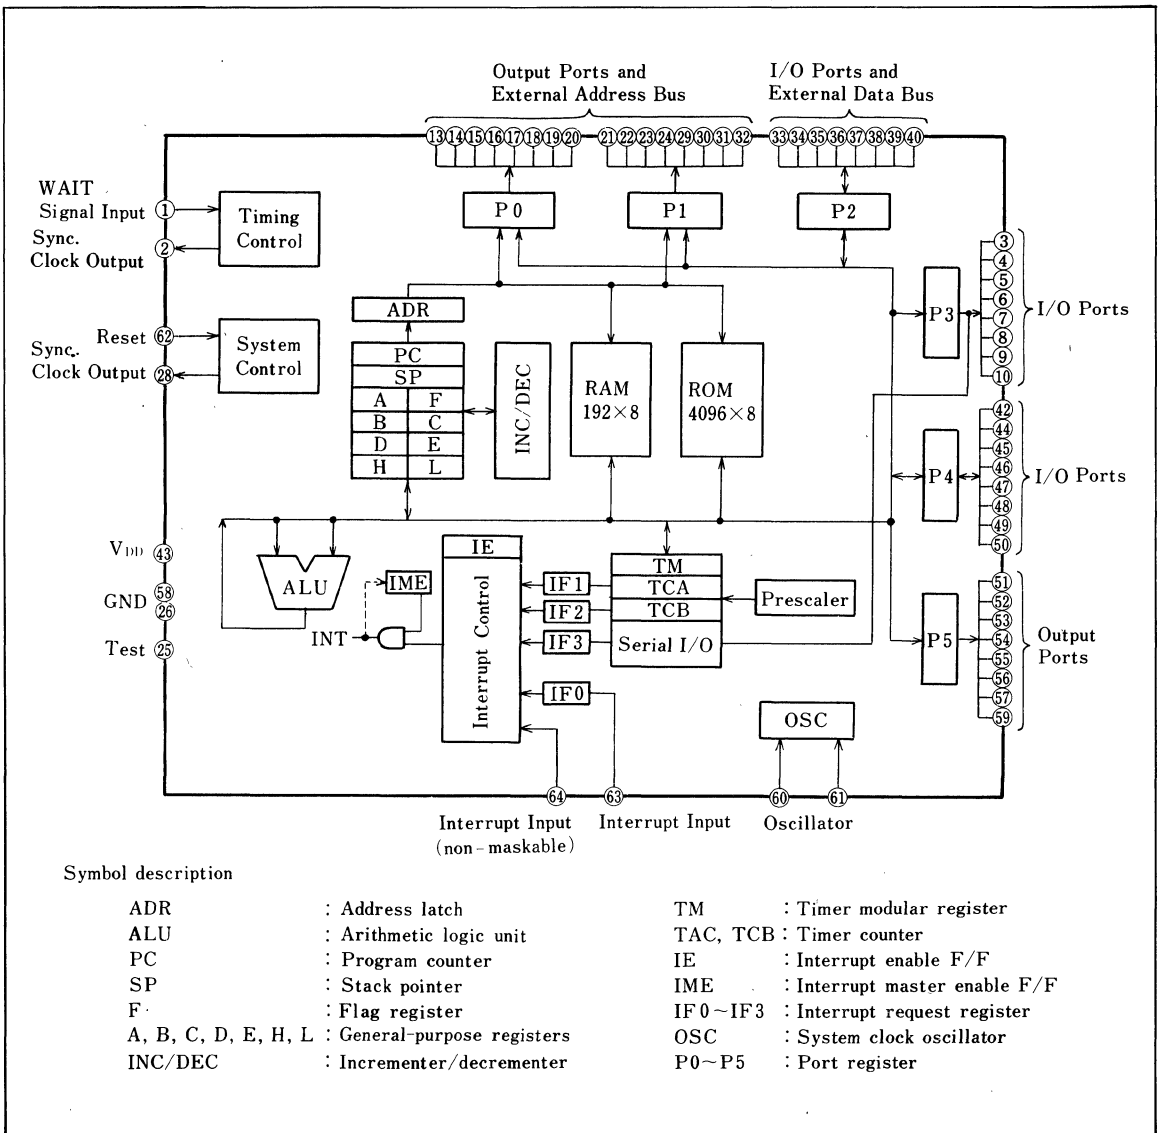 Output Ports and
External Address Bus
I/O Ports and
External Data Bus
13 14 15 16 17 18 19 20 21 22 23 24 29 30 31 32 33 34 35 36 37 38 39 40
WAIT
Signal Input 1
Sync.
Clock Output 2
Timing
Control
P0
P1
P2
Reset 62
Sync.
Clock Output 28
System
Control
ADR
PC
SP
A F
B C
D E
H L
INC/DEC
RAM
192×8
ROM
4096×8
P3
3
4
5
6
7
8
9
10
I/O Ports
P4
42
44
45
46
47
48
49
50
I/O Ports
VDD 43
GND 58
26
Test 25
ALU
INT
IME
IE
Interrupt Control
IF1
IF2
IF3
IF0
TM
TCA
TCB
Serial I/O
Prescaler
P5
51
52
53
54
55
56
57
59
Output
Ports
OSC
64 63 60 61
Interrupt Input
(non-maskable)
Interrupt Input
Oscillator
Symbol description
ADR : Address latch
ALU : Arithmetic logic unit
PC : Program counter
SP : Stack pointer
F : Flag register
A, B, C, D, E, H, L : General-purpose registers
INC/DEC : Incrementer/decrementer
TM : Timer modular register
TAC, TCB : Timer counter
IE : Interrupt enable F/F
IME : Interrupt master enable F/F
IF0~IF3 : Interrupt request register
OSC : System clock oscillator
P0~P5 : Port register